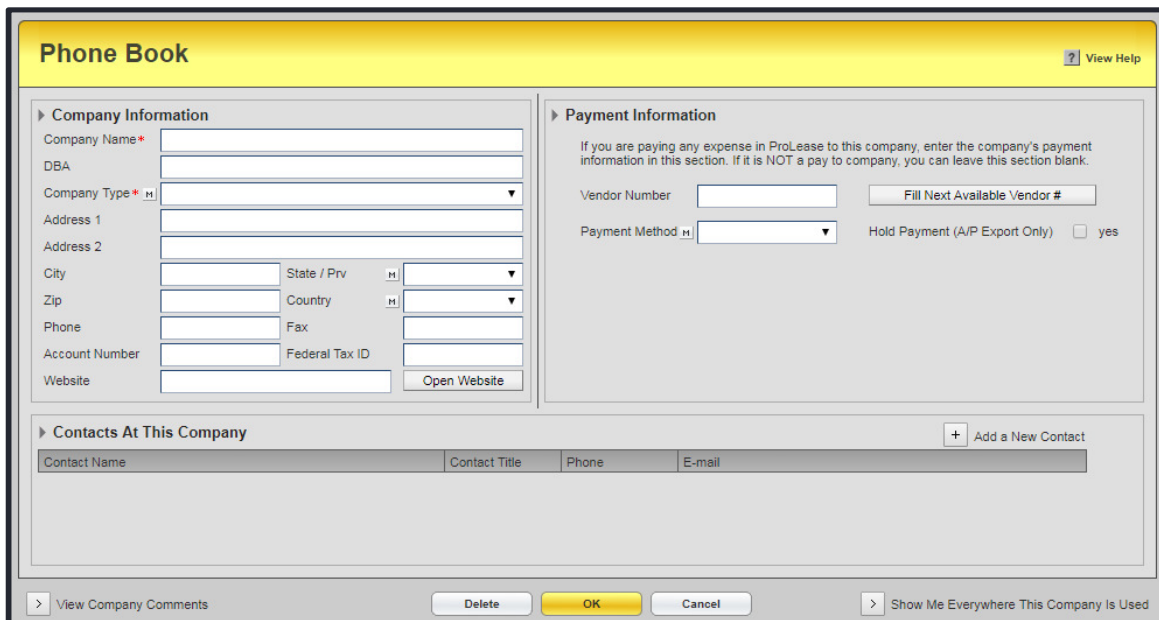 Phone Book
? View Help
Company Information
Company Name*
DBA
Company Type* M
Address 1
Address 2
City State / Prv M
Zip Country M
Phone Fax
Account Number Federal Tax ID
Website Open Website
Payment Information
If you are paying any expense in ProLease to this company, enter the company's payment
information in this section. If it is NOT a pay to company, you can leave this section blank.
Vendor Number Fill Next Available Vendor #
Payment Method M Hold Payment (A/P Export Only) yes
Contacts At This Company
+ Add a New Contact
Contact Name Contact Title Phone E-mail
> View Company Comments Delete OK Cancel > Show Me Everywhere This Company Is Used